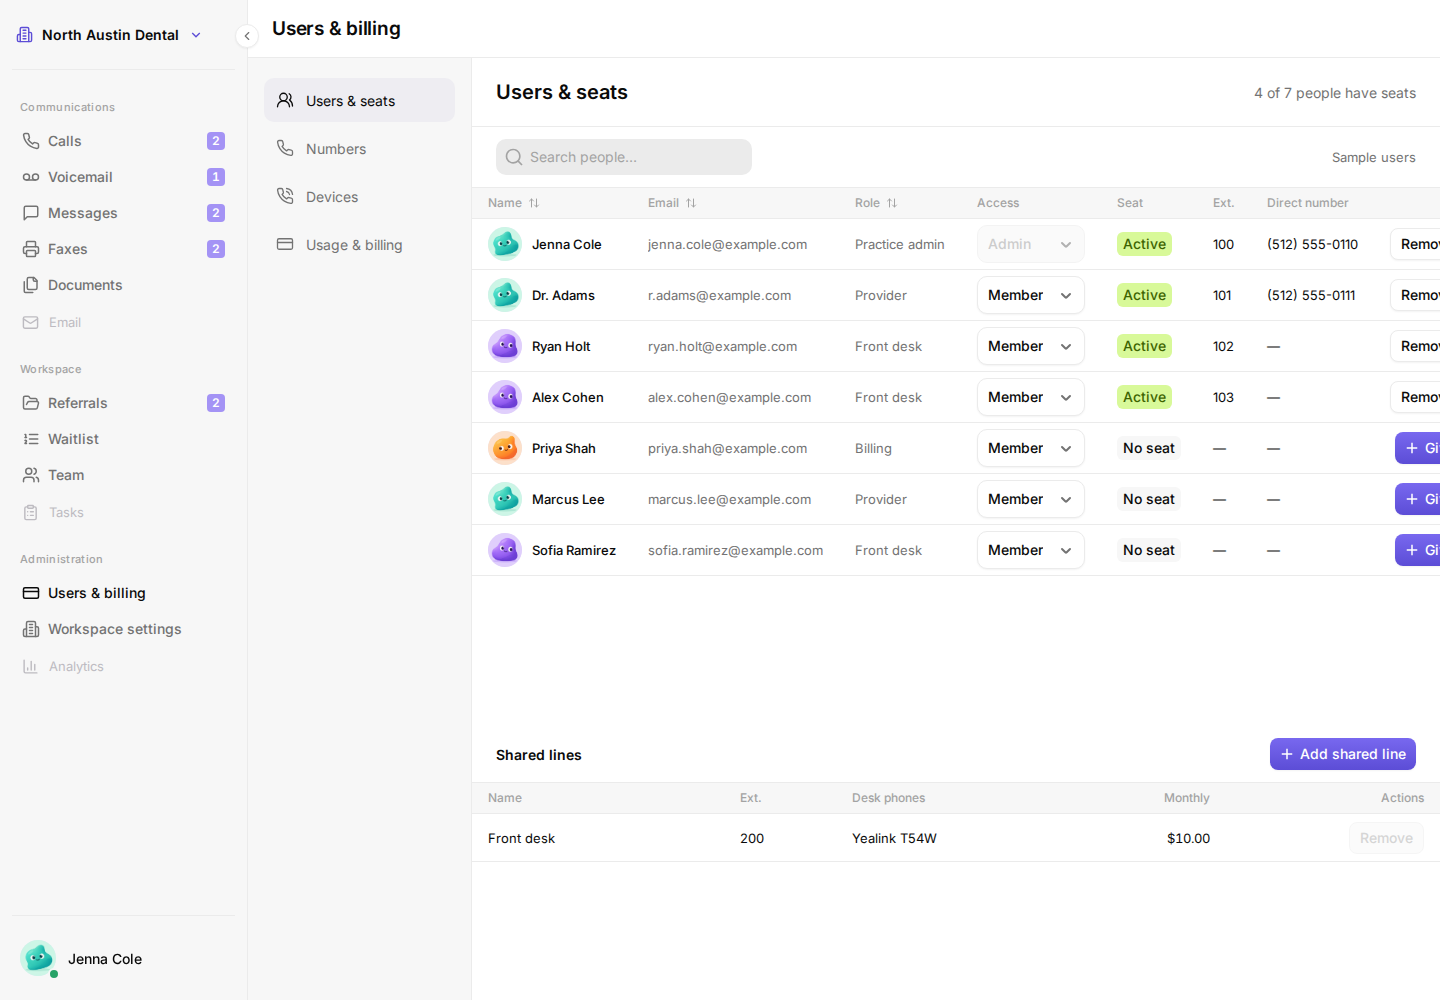 North Austin Dental
Communications
Calls 2
Voicemail 1
Messages 2
Faxes 2
Documents
Email
Workspace
Referrals 2
Waitlist
Team
Tasks
Administration
Users & billing
Workspace settings
Analytics
Jenna Cole
Users & billing
Users & seats
Numbers
Devices
Usage & billing
Users & seats
4 of 7 people have seats
Search people...
Sample users
Name Email Role Access Seat Ext. Direct number
Jenna Cole jenna.cole@example.com Practice admin Admin Active 100 (512) 555-0110 Remov
Dr. Adams r.adams@example.com Provider Member Active 101 (512) 555-0111 Remov
Ryan Holt ryan.holt@example.com Front desk Member Active 102 — Remov
Alex Cohen alex.cohen@example.com Front desk Member Active 103 — Remov
Priya Shah priya.shah@example.com Billing Member No seat — — + Gi
Marcus Lee marcus.lee@example.com Provider Member No seat — — + Gi
Sofia Ramirez sofia.ramirez@example.com Front desk Member No seat — — + Gi
Shared lines
+ Add shared line
Name Ext. Desk phones Monthly Actions
Front desk 200 Yealink T54W $10.00 Remove